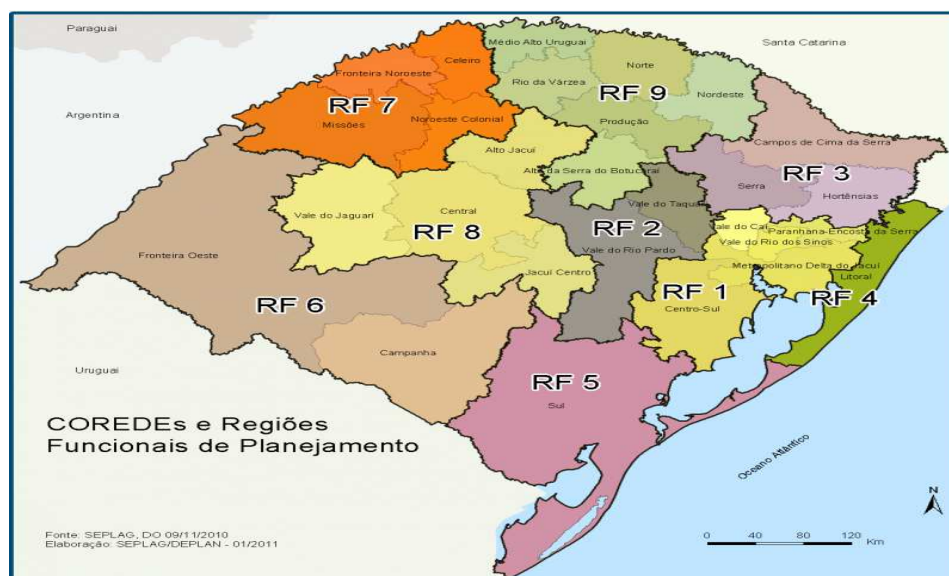 Paraguai
Santa Catarina
Argentina
Uruguai
Oceano Atlântico
Médio Alto Uruguai
Norte
Celeiro
Fronteira Noroeste
Rio da Várzea
Nordeste
RF 9
RF 7
Missões
Noroeste Colonial
Produção
Alto Jacuí
Campos de Cima da Serra
Alto da Serra do Botucaraí
RF 3
Serra
Hortênsias
Vale do Taquari
Vale do Jaguari
Central
RF 8
RF 2
Vale do Rio Pardo
Vale do Caí
Paranhana-Encosta da Serra
Vale do Rio dos Sinos
Fronteira Oeste
Jacuí Centro
Metropolitano Delta do Jacuí
Litoral
RF 6
RF 1
RF 4
Centro-Sul
Campanha
RF 5
Sul
COREDEs e Regiões
Funcionais de Planejamento
Fonte: SEPLAG, DO 09/11/2010
Elaboração: SEPLAG/DEPLAN - 01/2011
N
0 40 80 120
Km